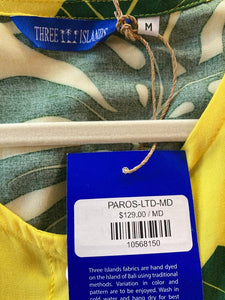 THREE ISLANDS
M
PAROS-LTD-MD
$129.00 / MD
10568150
Three Islands fabrics are hand dyed
on the Island of Bali using traditional
methods. Variation in color and
pattern are to be enjoyed. Wash in
cold water and hang dry for best